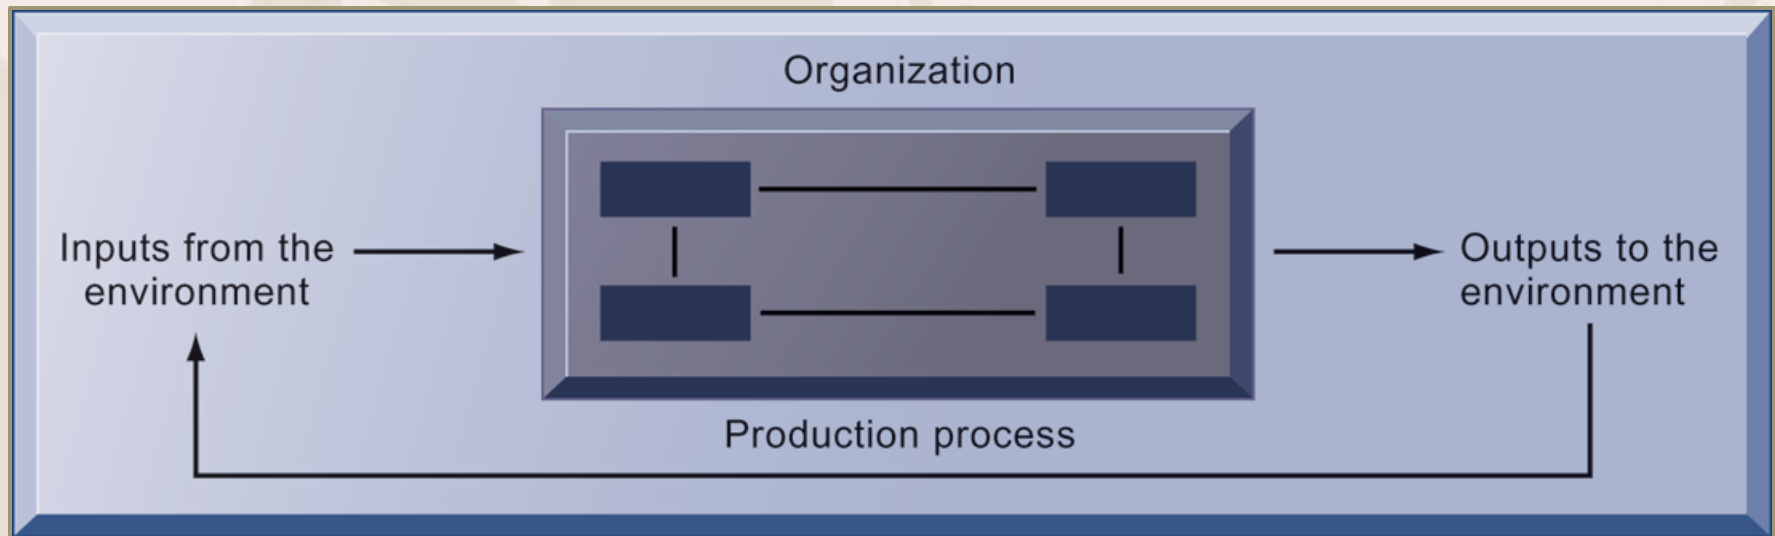 Organization
Inputs from the
environment
Outputs to the
environment
Production process